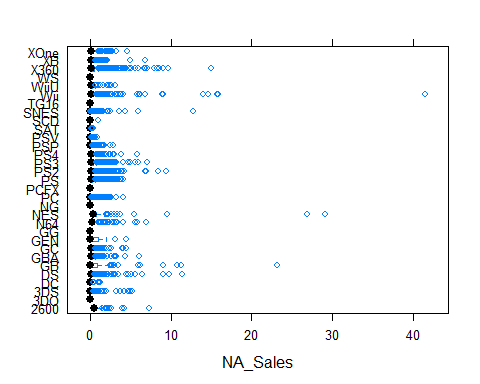 XOne
XB
X360
WS
WiiU
Wii
TG16
SNES
SCD
SAT
PSV
PSP
PS4
PS3
PS2
PS
PCFX
PC
NG
NES
N64
GG
GEN
GC
GBA
GB
DS
DC
3DS
3DO
2600
0
10
20
30
40
NA_Sales